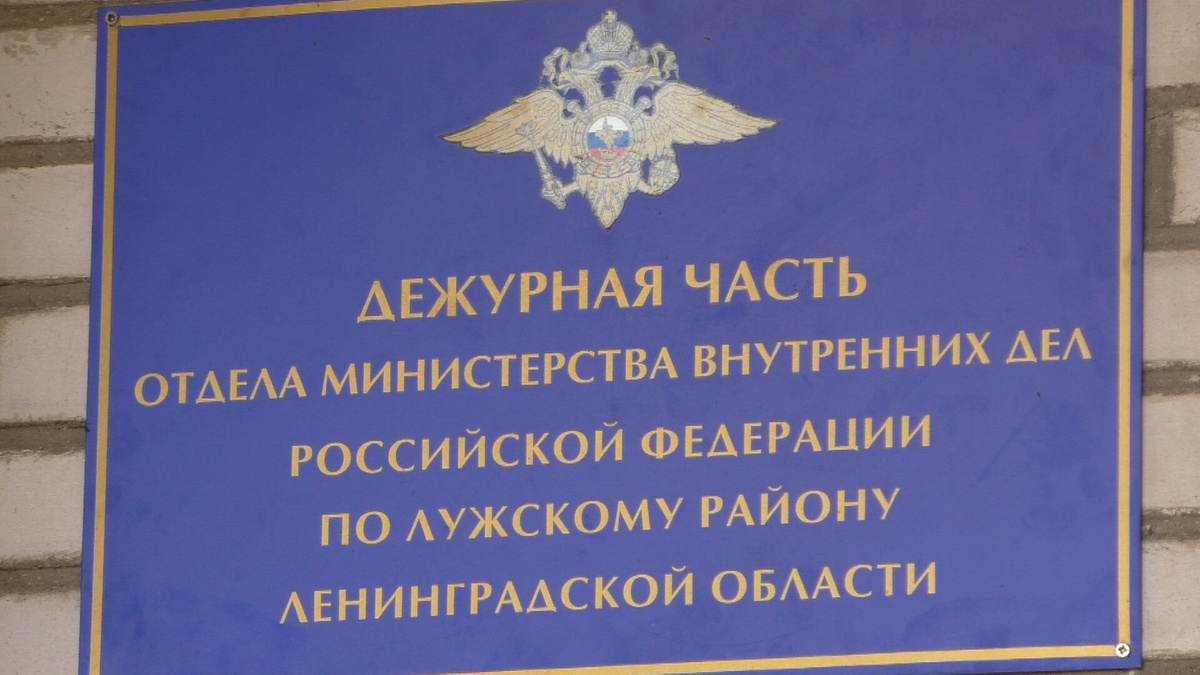 ДЕЖУРНАЯ ЧАСТЬ
ОТДЕЛА МИНИСТЕРСТВА ВНУТРЕННИХ ДЕЛ
РОССИЙСКОЙ ФЕДЕРАЦИИ
ПО ЛУЖСКОМУ РАЙОНУ
ЛЕНИНГРАДСКОЙ ОБЛАСТИ